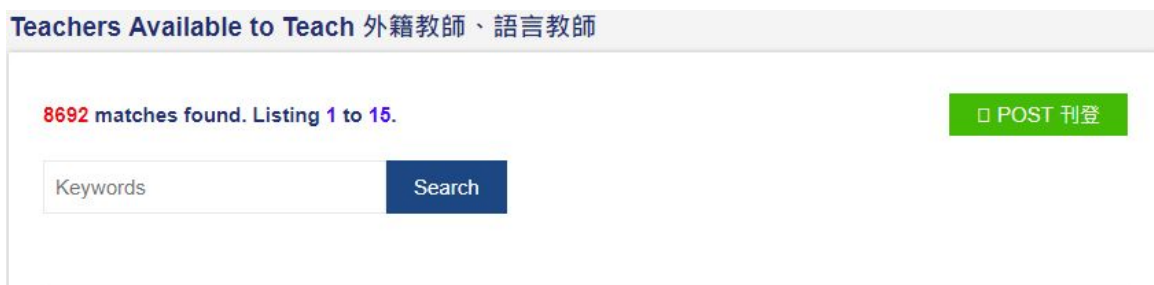 Teachers Available to Teach 外籍教師、語言教師
8692 matches found. Listing 1 to 15.
POST 刊登
Keywords
Search